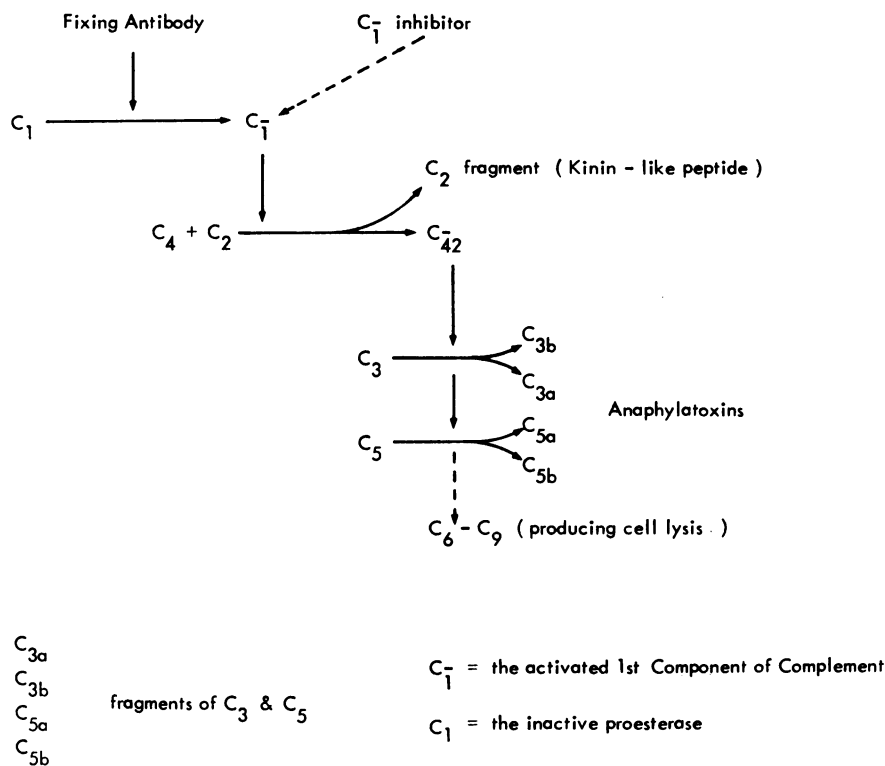 Fixing Antibody
C1̄ inhibitor
C1
C1̄
C2 fragment ( Kinin - like peptide )
C4 + C2
C4̄2
C3
C3b
C3a
Anaphylatoxins
C5
C5a
C5b
C6 - C9 ( producing cell lysis . )
C3a
C3b
C5a
C5b
fragments of C3 & C5
C1̄ = the activated 1st Component of Complement
C1 = the inactive proesterase